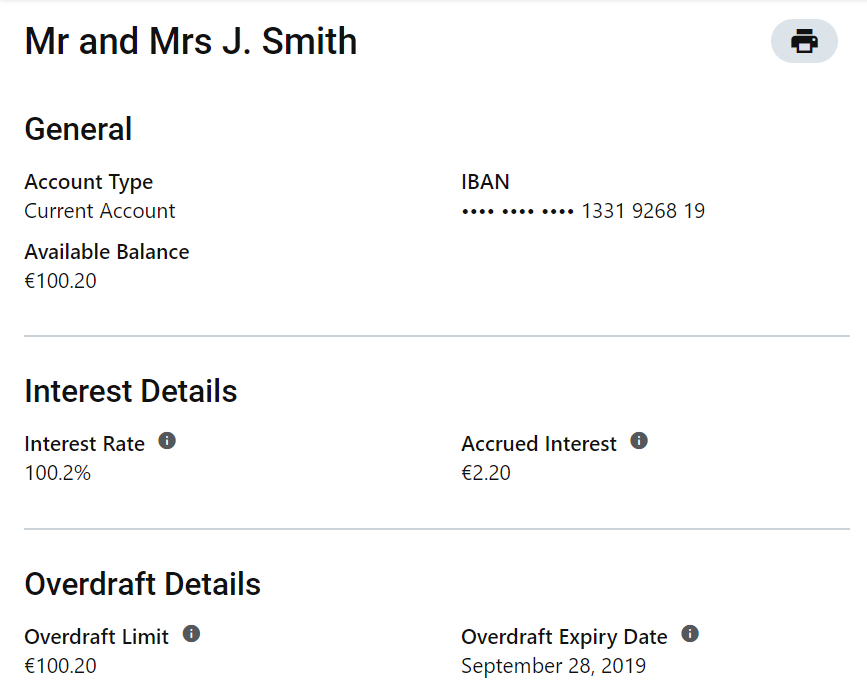 Mr and Mrs J. Smith
General
Account Type
Current Account
IBAN
•••• •••• •••• 1331 9268 19
Available Balance
€100.20
Interest Details
Interest Rate
100.2%
Accrued Interest
€2.20
Overdraft Details
Overdraft Limit
€100.20
Overdraft Expiry Date
September 28, 2019